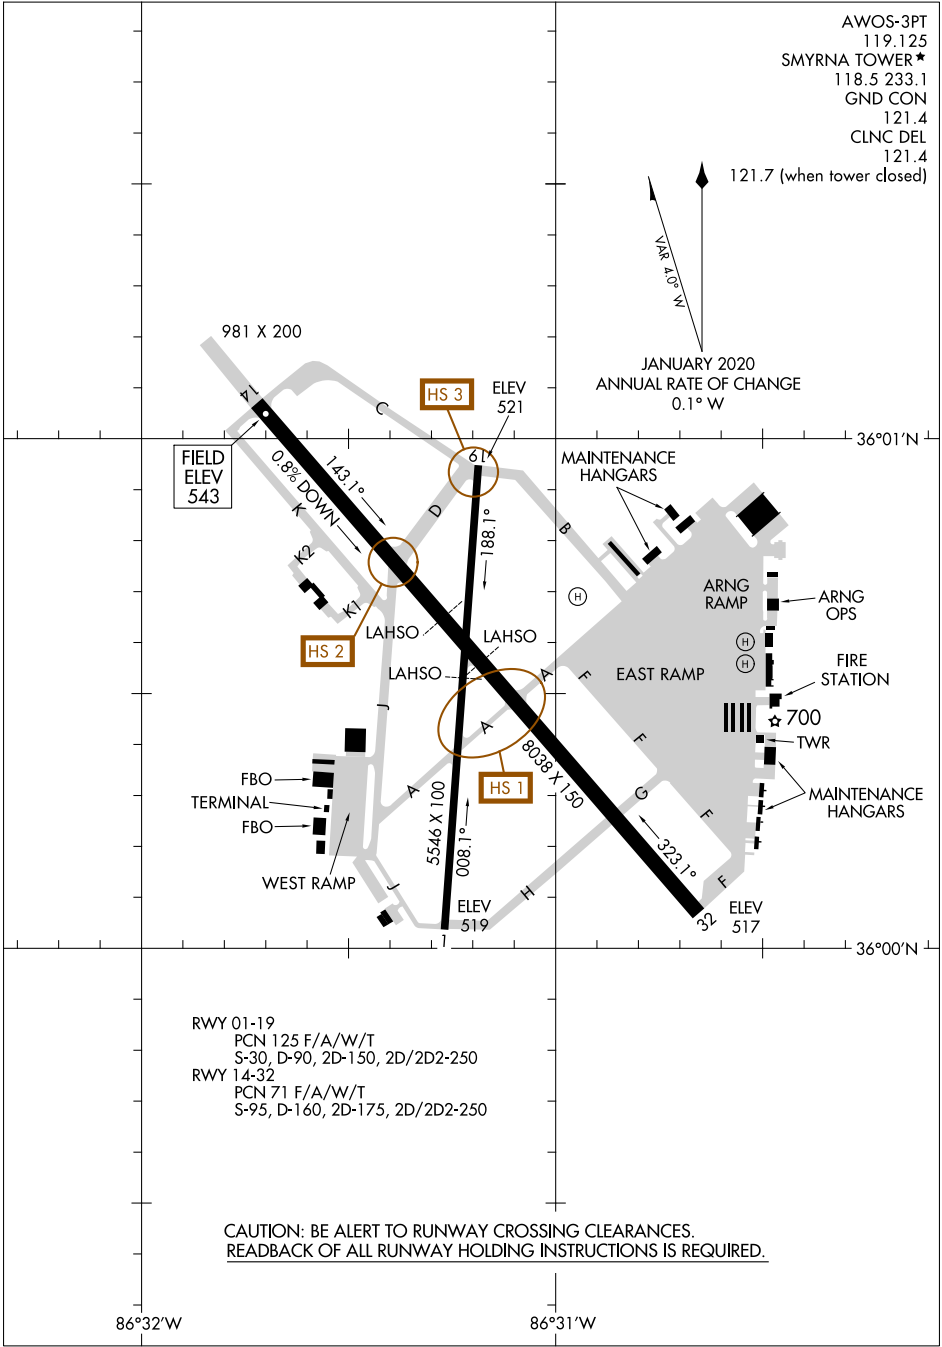 AWOS-3PT
119.125
SMYRNA TOWER★
118.5 233.1
GND CON
121.4
CLNC DEL
121.4
121.7 (when tower closed)
VAR 4.0° W
JANUARY 2020
ANNUAL RATE OF CHANGE
0.1° W
981 X 200
14
C
HS 3
ELEV
521
36°01'N
FIELD
ELEV
543
143.1°
0.8% DOWN
19
MAINTENANCE
HANGARS
K
D
188.1°
B
K2
K1
H
ARNG
RAMP
ARNG
OPS
HS 2
LAHSO
LAHSO
LAHSO
H
H
A
F
EAST RAMP
FIRE
STATION
J
A
F
700
TWR
HS 1
8038 X 150
FBO
TERMINAL
FBO
A
G
F
MAINTENANCE
HANGARS
5546 X 100
008.1°
323.1°
WEST RAMP
J
H
F
ELEV
519
1
32
ELEV
517
36°00'N
RWY 01-19
PCN 125 F/A/W/T
S-30, D-90, 2D-150, 2D/2D2-250
RWY 14-32
PCN 71 F/A/W/T
S-95, D-160, 2D-175, 2D/2D2-250
CAUTION: BE ALERT TO RUNWAY CROSSING CLEARANCES.
READBACK OF ALL RUNWAY HOLDING INSTRUCTIONS IS REQUIRED.
86°32'W
86°31'W